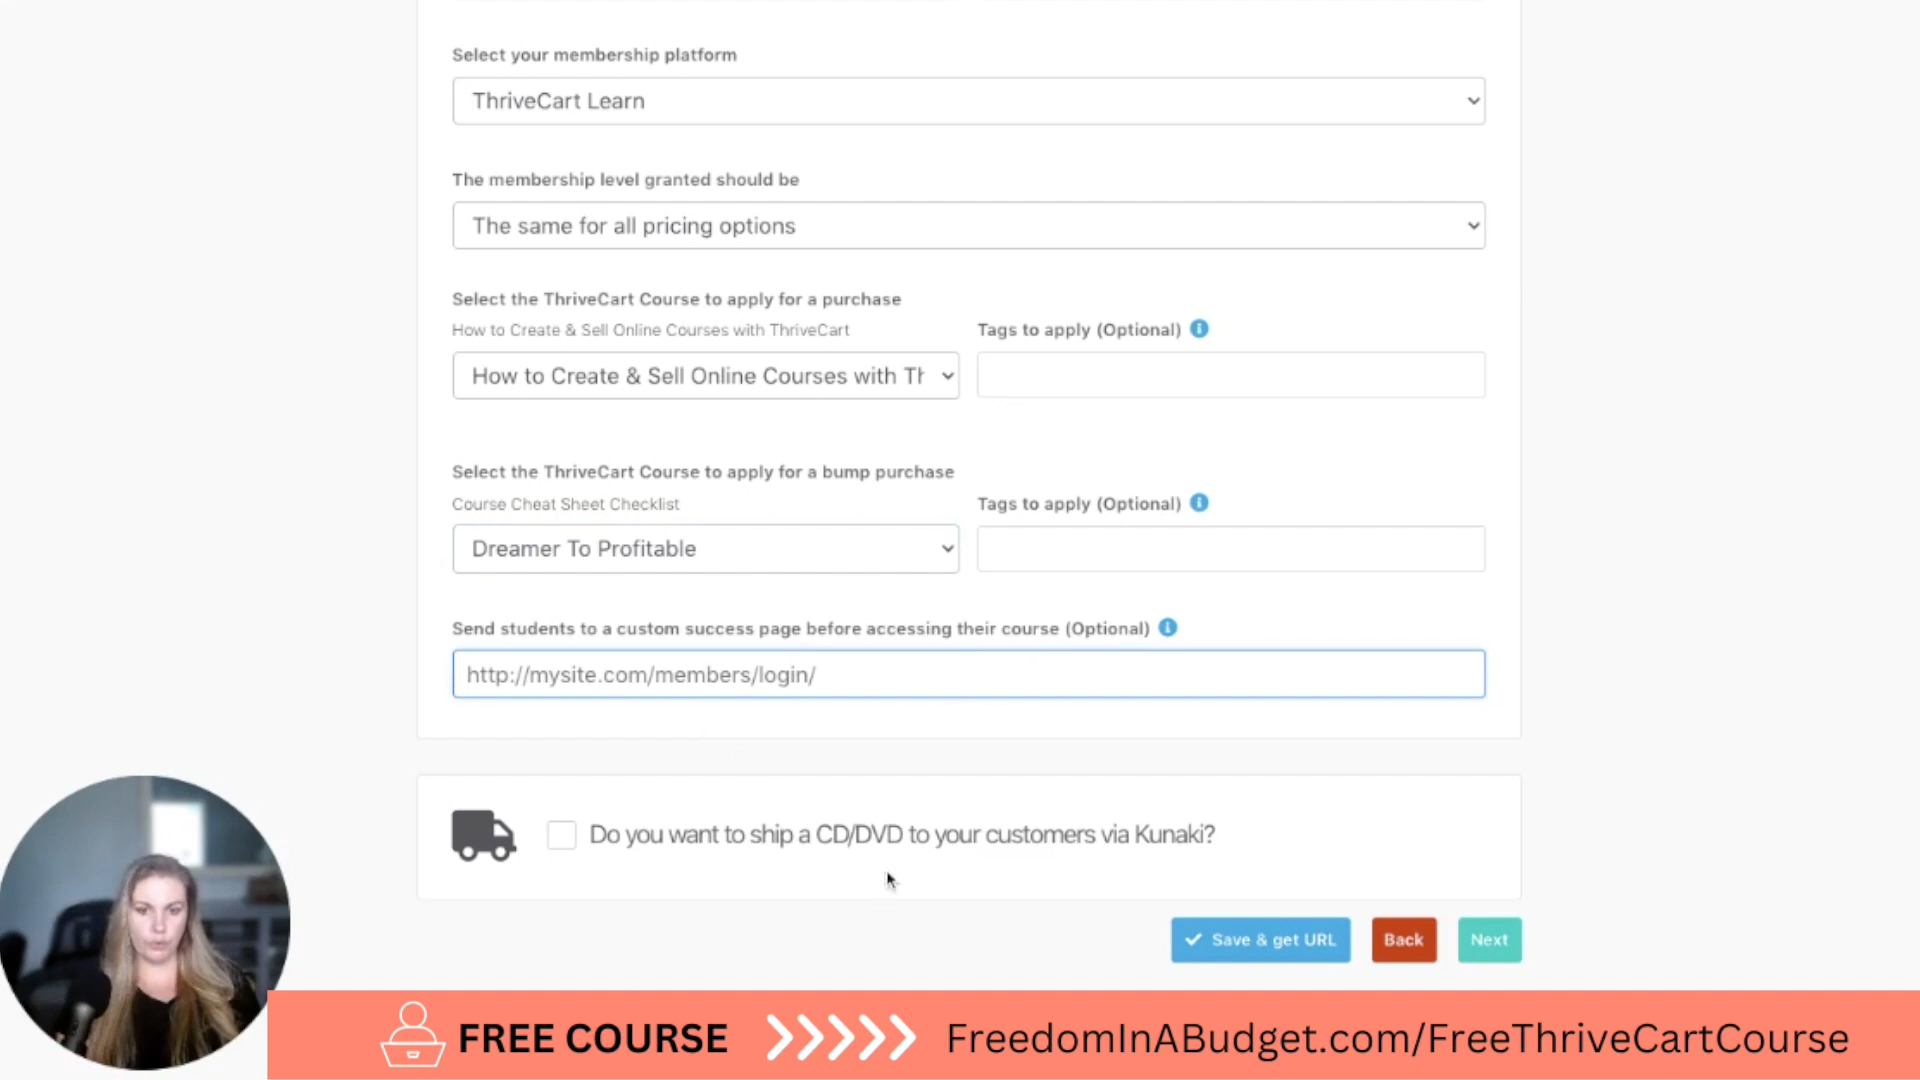 Select your membership platform
ThriveCart Learn
The membership level granted should be
The same for all pricing options
Select the ThriveCart Course to apply for a purchase
How to Create & Sell Online Courses with ThriveCart
Tags to apply (Optional)
How to Create & Sell Online Courses with Th
Select the ThriveCart Course to apply for a bump purchase
Course Cheat Sheet Checklist
Tags to apply (Optional)
Dreamer To Profitable
Send students to a custom success page before accessing their course (Optional)
http://mysite.com/members/login/
Do you want to ship a CD/DVD to your customers via Kunaki?
Save & get URL
Back
Next
FREE COURSE
FreedomInABudget.com/FreeThriveCartCourse